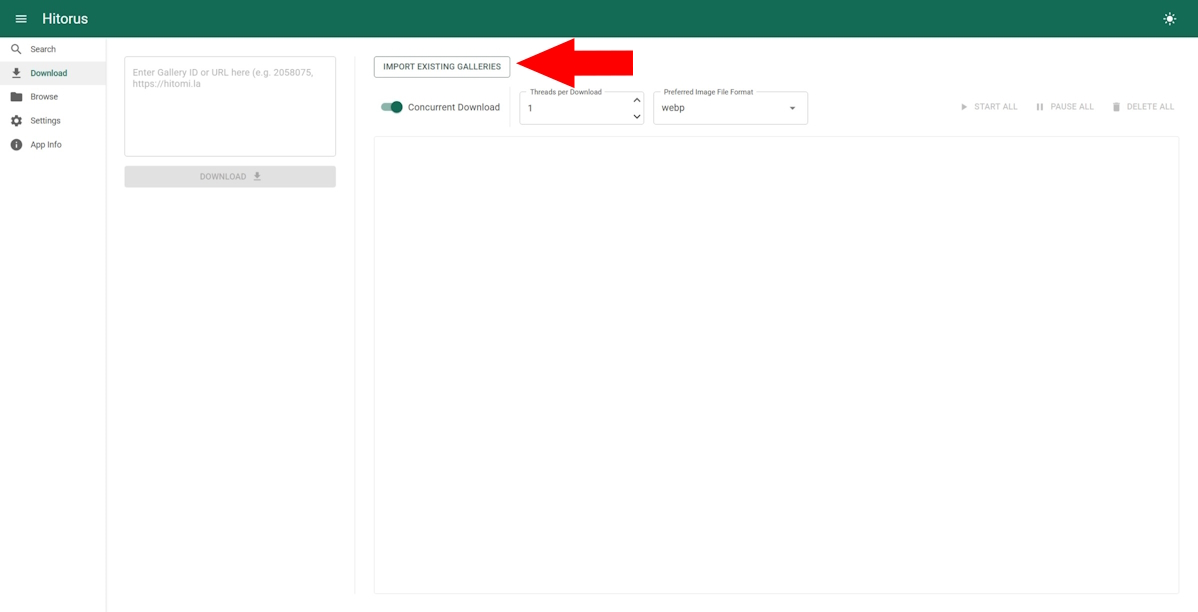 Hitorus
Search
Download
Browse
Settings
App Info
Enter Gallery ID or URL here (e.g. 2058075,
https://hitomi.la
DOWNLOAD
IMPORT EXISTING GALLERIES
Concurrent Download
Threads per Download
1
Preferred Image File Format
webp
START ALL
PAUSE ALL
DELETE ALL